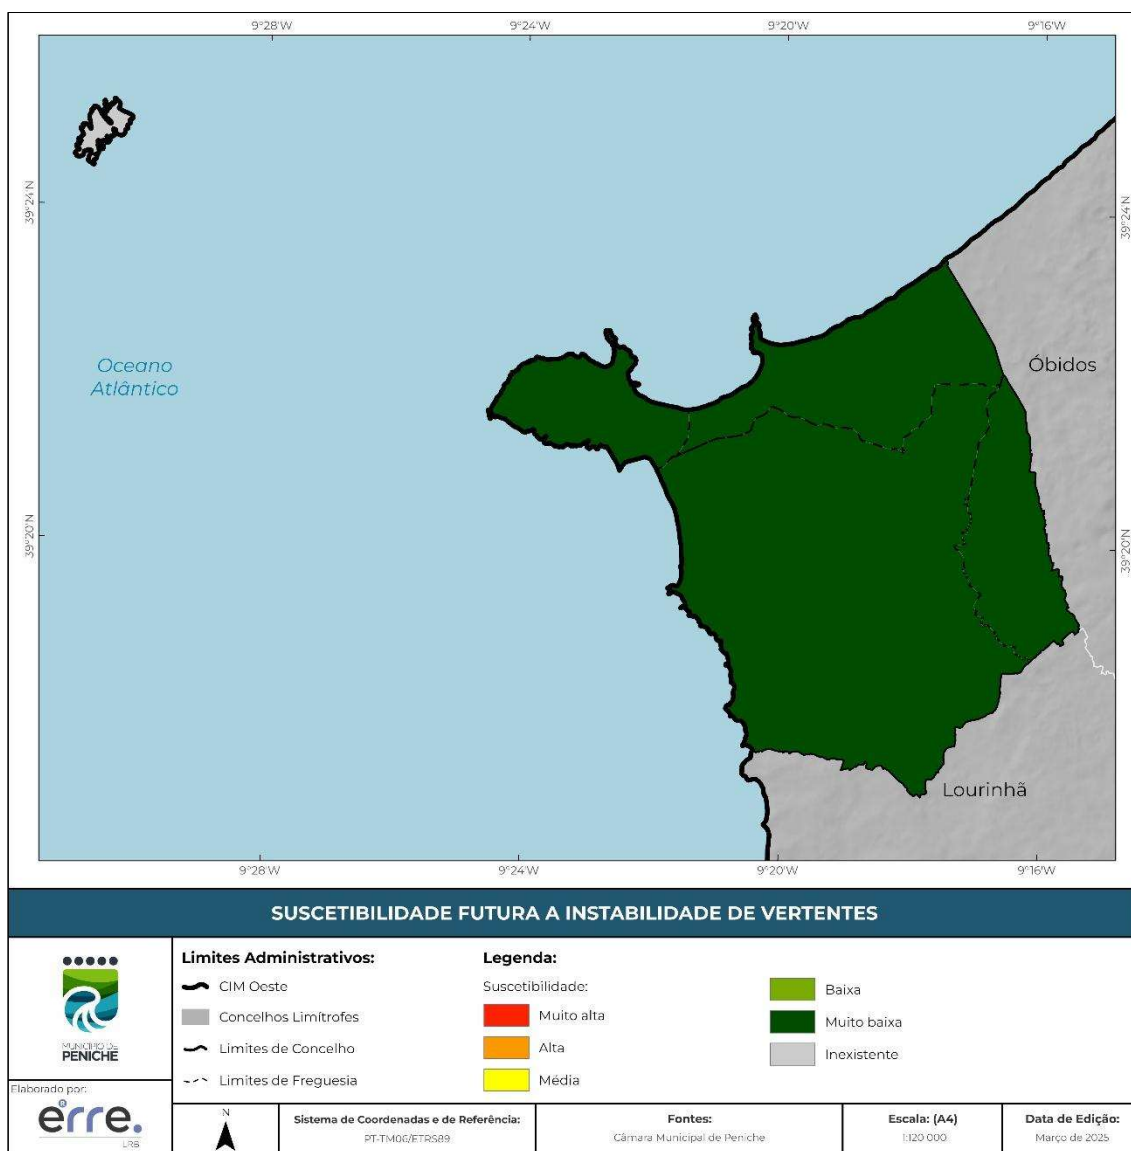 9°28'W
9°24'W
9°20'W
9°16'W
39°24'N
39°24'N
Oceano
Atlântico
Óbidos
39°20'N
39°20'N
Lourinhã
9°28'W
9°24'W
9°20'W
9°16'W
SUSCETIBILIDADE FUTURA A INSTABILIDADE DE VERTENTES
MUNICÍPIO DE
PENICHE
Elaborado por:
errre.
LRB
Limites Administrativos:
CIM Oeste
Concelhos Limítrofes
Limites de Concelho
Limites de Freguesia
Legenda:
Suscetibilidade:
Muito alta
Alta
Média
Baixa
Muito baixa
Inexistente
N
Sistema de Coordenadas e de Referência:
PT-TM06/ETRS89
Fontes:
Câmara Municipal de Peniche
Escala: (A4)
1:120 000
Data de Edição:
Março de 2025